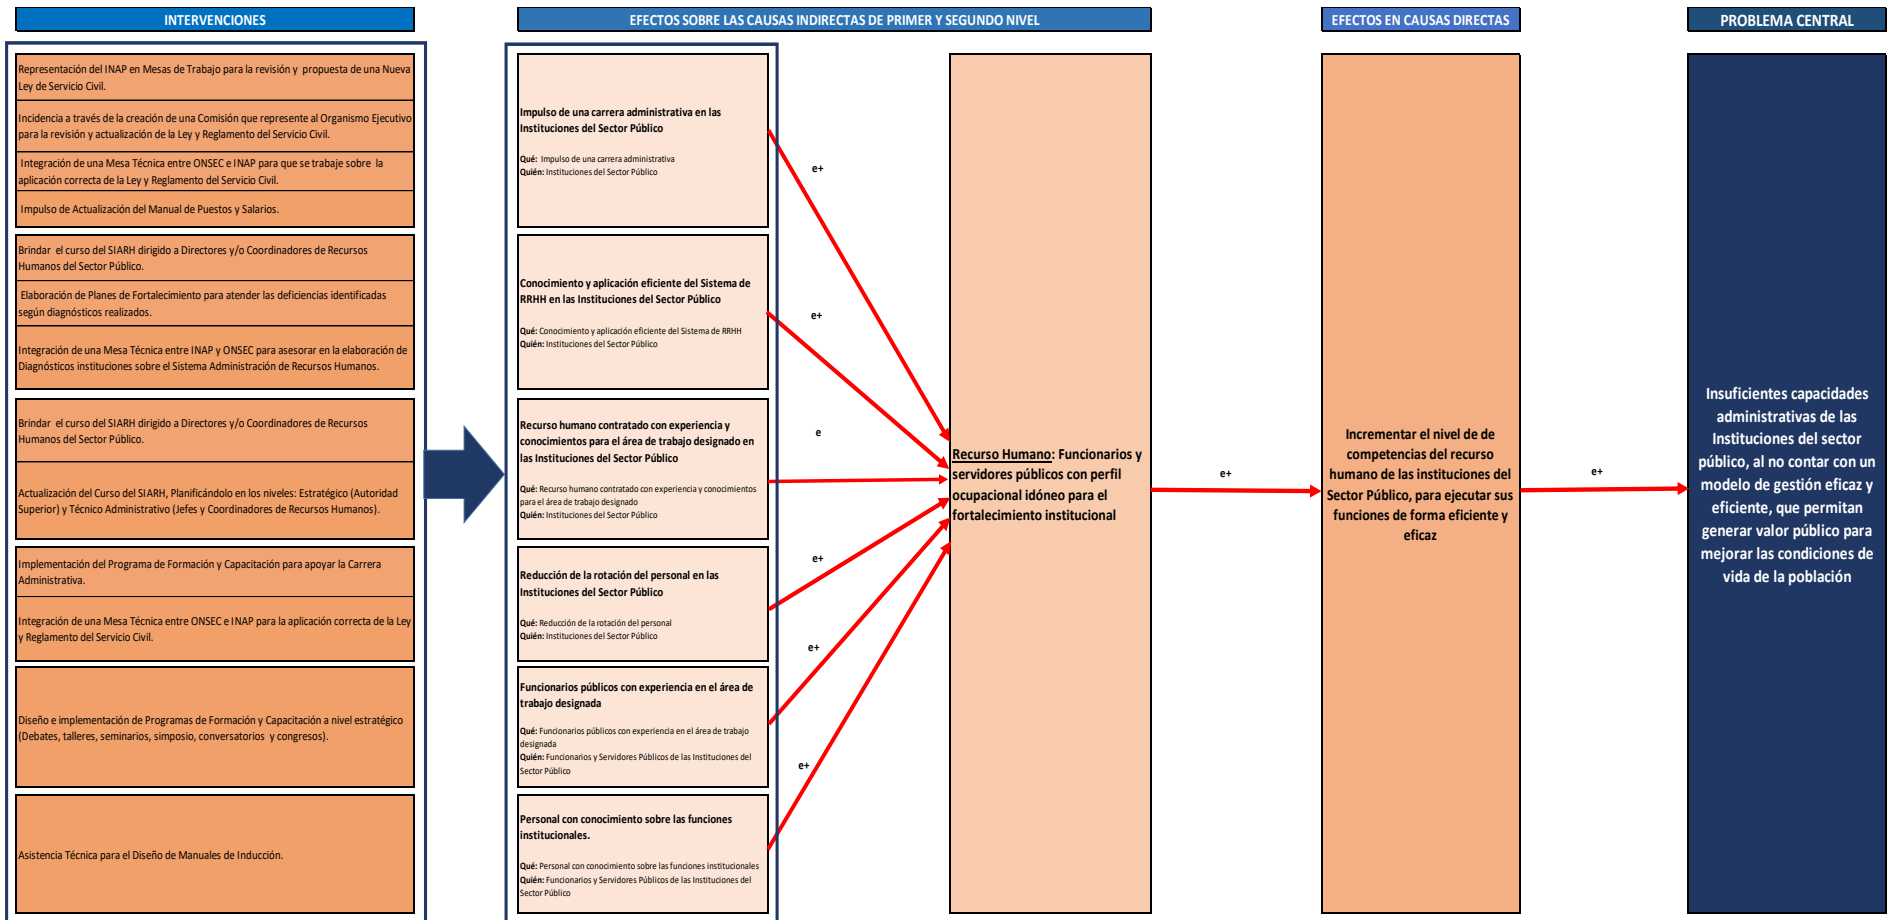 INTERVENCIONES
EFECTOS SOBRE LAS CAUSAS INDIRECTAS DE PRIMER Y SEGUNDO NIVEL
EFECTOS EN CAUSAS DIRECTAS
PROBLEMA CENTRAL
Representación del INAP en Mesas de Trabajo para la revisión y propuesta de una Nueva
Ley de Servicio Civil.
Incidencia a través de la creación de una Comisión que represente al Organismo Ejecutivo
para la revisión y actualización de la Ley y Reglamento del Servicio Civil.
Integración de una Mesa Técnica entre ONSEC e INAP para que se trabaje sobre la
aplicación correcta de la Ley y Reglamento del Servicio Civil.
Impulso de Actualización del Manual de Puestos y Salarios.
Brindar el curso del SIARH dirigido a Directores y/o Coordinadores de Recursos
Humanos del Sector Público.
Elaboración de Planes de Fortalecimiento para atender las deficiencias identificadas
según diagnósticos realizados.
Integración de una Mesa Técnica entre INAP y ONSEC para asesorar en la elaboración de
Diagnósticos instituciones sobre el Sistema Administración de Recursos Humanos.
Brindar el curso del SIARH dirigido a Directores y/o Coordinadores de Recursos
Humanos del Sector Público.
Actualización del Curso del SIARH, Planificándolo en los niveles: Estratégico (Autoridad
Superior) y Técnico Administrativo (Jefes y Coordinadores de Recursos Humanos).
Implementación del Programa de Formación y Capacitación para apoyar la Carrera
Administrativa.
Integración de una Mesa Técnica entre ONSEC e INAP para la aplicación correcta de la Ley
y Reglamento del Servicio Civil.
Diseño e implementación de Programas de Formación y Capacitación a nivel estratégico
(Debates, talleres, seminarios, simposio, conversatorios y congresos).
Asistencia Técnica para el Diseño de Manuales de Inducción.
Impulso de una carrera administrativa en las
Instituciones del Sector Público
Qué: Impulso de una carrera administrativa
Quién: Instituciones del Sector Público
Conocimiento y aplicación eficiente del Sistema de
RRHH en las Instituciones del Sector Público
Qué: Conocimiento y aplicación eficiente del Sistema de RRHH
Quién: Instituciones del Sector Público
Recurso humano contratado con experiencia y
conocimientos para el área de trabajo designado en
las Instituciones del Sector Público
Qué: Recurso humano contratado con experiencia y conocimientos
para el área de trabajo designado
Quién: Instituciones del Sector Público
Reducción de la rotación del personal en las
Instituciones del Sector Público
Qué: Reducción de la rotación del personal
Quién: Instituciones del Sector Público
Funcionarios públicos con experiencia en el área de
trabajo designada
Qué: Funcionarios públicos con experiencia en el área de trabajo
designada
Quién: Funcionarios y Servidores Públicos de las Instituciones del
Sector Público
Personal con conocimiento sobre las funciones
institucionales.
Qué: Personal con conocimiento sobre las funciones institucionales
Quién: Funcionarios y Servidores Públicos de las Instituciones del
Sector Público
e+
e+
e
e+
e+
e+
Recurso Humano: Funcionarios y
servidores públicos con perfil
ocupacional idóneo para el
fortalecimiento institucional
e+
Incrementar el nivel de de
competencias del recurso
humano de las instituciones del
Sector Público, para ejecutar sus
funciones de forma eficiente y
eficaz
e+
Insuficientes capacidades
administrativas de las
Instituciones del sector
público, al no contar con un
modelo de gestión eficaz y
eficiente, que permitan
generar valor público para
mejorar las condiciones de
vida de la población